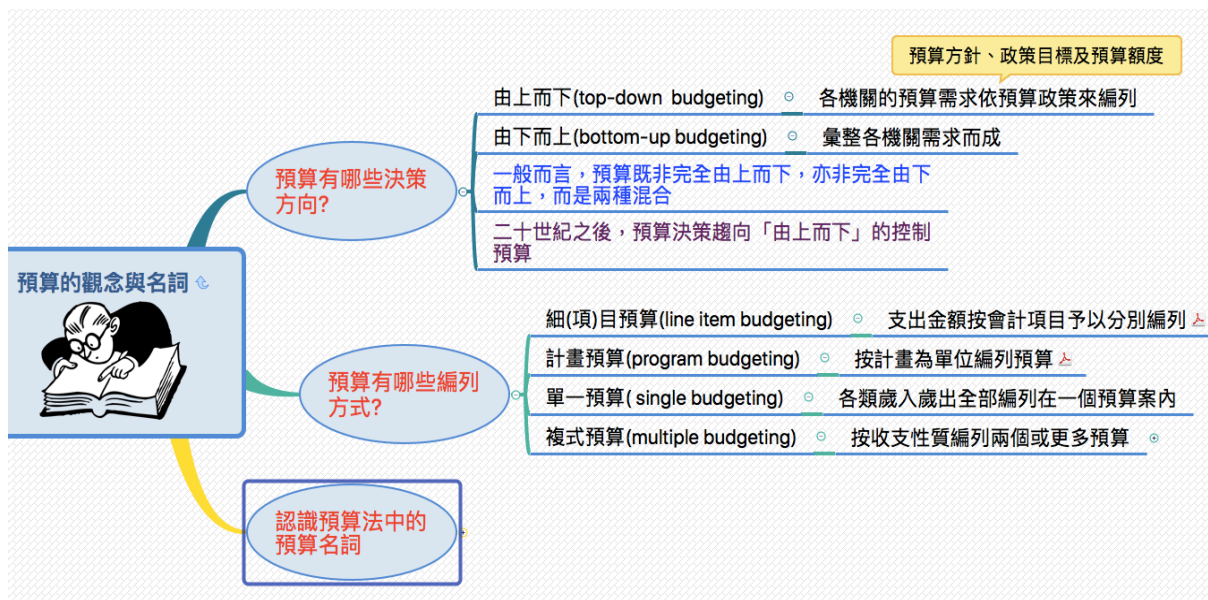 預算方針、政策目標及預算額度
由上而下(top-down budgeting)
各機關的預算需求依預算政策來編列
由下而上(bottom-up budgeting)
彙整各機關需求而成
預算有哪些決策
方向?
一般而言，預算既非完全由上而下，亦非完全由下
而上，而是兩種混合
二十世紀之後，預算決策趨向「由上而下」的控制
預算
預算的觀念與名詞
細(項)目預算(line item budgeting)
支出金額按會計項目予以分別編列
計畫預算(program budgeting)
按計畫為單位編列預算
預算有哪些編列
方式?
單一預算( single budgeting)
各類歲入歲出全部編列在一個預算案內
複式預算(multiple budgeting)
按收支性質編列兩個或更多預算
認識預算法中的
預算名詞